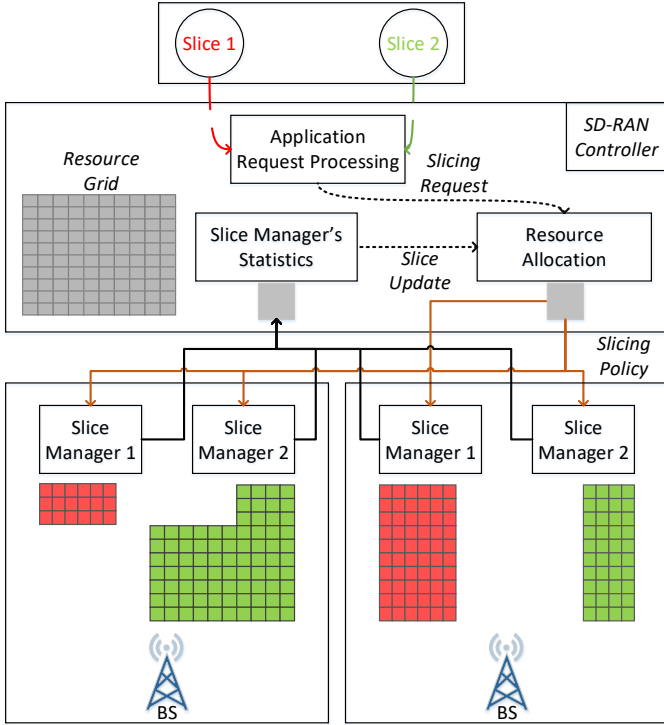 Slice 1
Slice 2
SD-RAN
Controller
Application
Request Processing
Resource
Grid
Slicing
Request
Slice Manager's
Statistics
Slice
Update
Resource
Allocation
Slicing
Policy
Slice
Manager 1
Slice
Manager 2
Slice
Manager 1
Slice
Manager 2
BS
BS